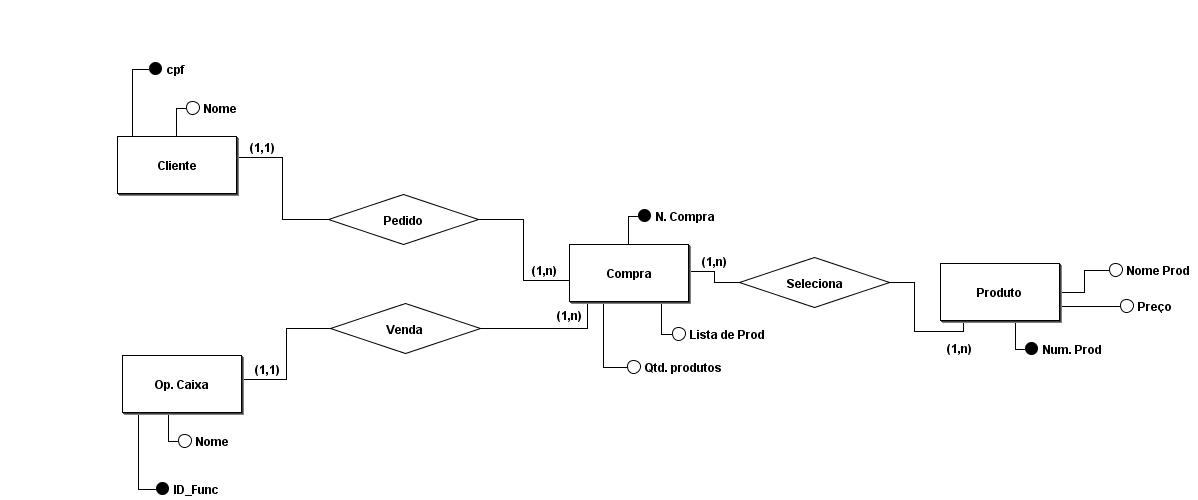 cpf
Nome
(1,1)
Cliente
Pedido
N. Compra
(1,n)
(1,n)
Compra
Seleciona
Nome Prod
Produto
Preço
(1,n)
Venda
Lista de Prod
(1,n)
Num. Prod
(1,1)
Qtd. produtos
Op. Caixa
Nome
ID_Func